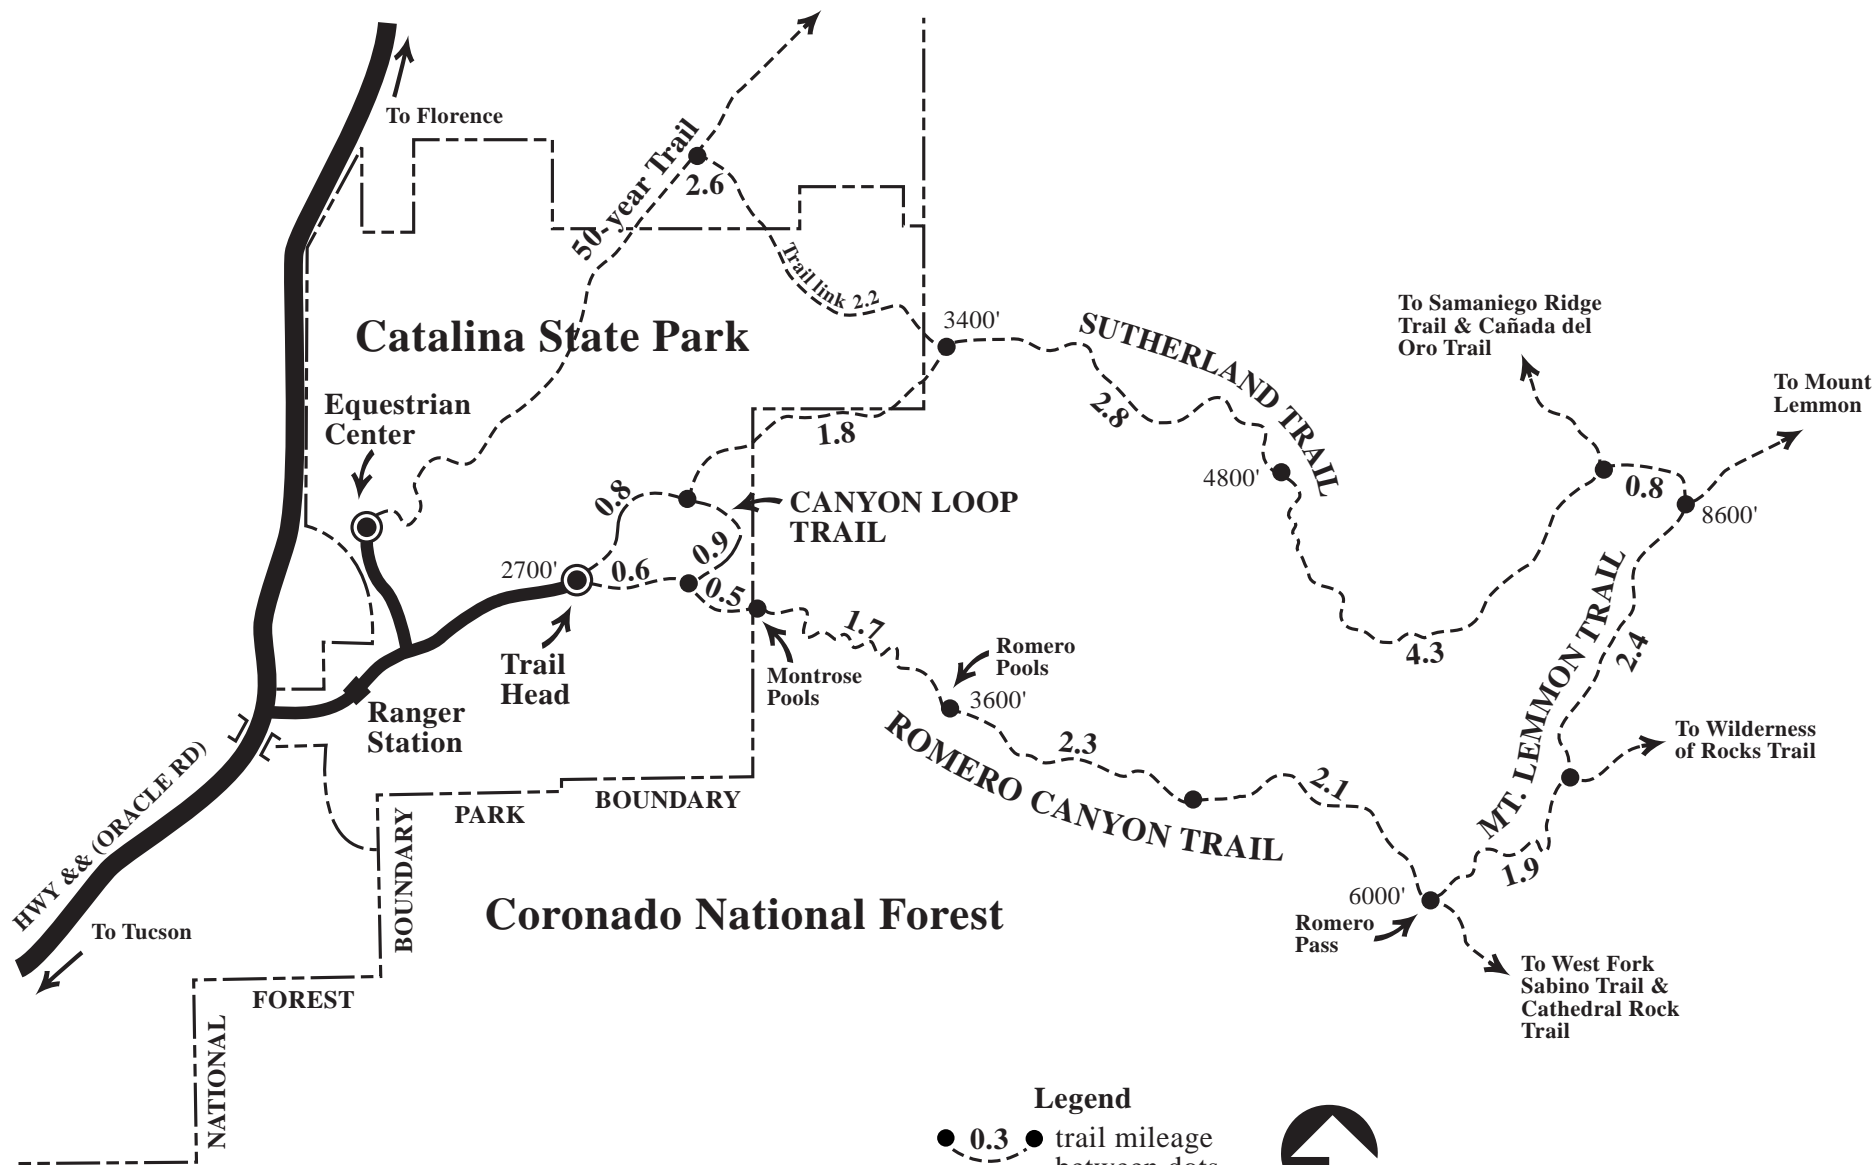 To Florence
50-year Trail
2.6
Trail link 2.2
Catalina State Park
3400'
SUTHERLAND TRAIL
To Samaniego Ridge
Trail & Cañada del
Oro Trail
To Mount
Lemmon
Equestrian
Center
1.8
2.8
4800'
0.8
8600'
0.8
CANYON LOOP
TRAIL
0.9
2700'
0.6
0.5
1.7
4.3
MT. LEMMON TRAIL
2.4
Trail
Head
Montrose
Pools
Romero
Pools
3600'
Ranger
Station
ROMERO CANYON TRAIL
2.3
2.1
To Wilderness
of Rocks Trail
HWY && (ORACLE RD)
PARK
BOUNDARY
BOUNDARY
1.9
6000'
Romero
Pass
Coronado National Forest
To Tucson
To West Fork
Sabino Trail &
Cathedral Rock
Trail
FOREST
NATIONAL
Legend
0.3
trail mileage
between dots